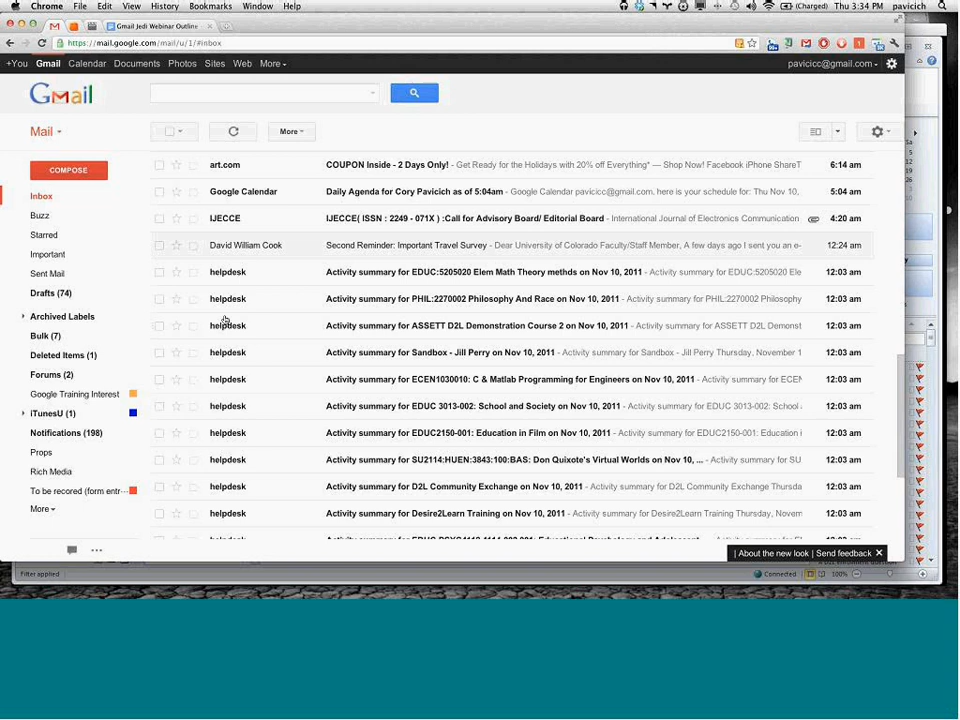 Chrome File Edit View History Bookmarks Window Help (Charged) Thu 3:34 PM pavicich
Gmail Jedi Webinar Outline ×
https://mail.google.com/mail/u/1/#inbox
+You Gmail Calendar Documents Photos Sites Web More pavicicc@gmail.com
Gmail
Mail
More
COMPOSE
Inbox
Buzz
Starred
Important
Sent Mail
Drafts (74)
Archived Labels
Bulk (7)
Deleted Items (1)
Forums (2)
Google Training Interest
iTunesU (1)
Notifications (198)
Props
Rich Media
To be recored (form entr...
More
art.com COUPON Inside - 2 Days Only! - Get Ready for the Holidays with 20% off Everything* — Shop Now! Facebook iPhone ShareT 6:14 am
Google Calendar Daily Agenda for Cory Pavicich as of 5:04am - Google Calendar pavicicc@gmail.com, here is your schedule for: Thu Nov 10, 5:04 am
IJECCE IJECCE( ISSN : 2249 - 071X ) :Call for Advisory Board/ Editorial Board - International Journal of Electronics Communication 4:20 am
David William Cook Second Reminder: Important Travel Survey - Dear University of Colorado Faculty/Staff Member, A few days ago I sent you an e- 12:24 am
helpdesk Activity summary for EDUC:5205020 Elem Math Theory methds on Nov 10, 2011 - Activity summary for EDUC:5205020 Ele 12:03 am
helpdesk Activity summary for PHIL:2270002 Philosophy And Race on Nov 10, 2011 - Activity summary for PHIL:2270002 Philosophy 12:03 am
helpdesk Activity summary for ASSETT D2L Demonstration Course 2 on Nov 10, 2011 - Activity summary for ASSETT D2L Demonst 12:03 am
helpdesk Activity summary for Sandbox - Jill Perry on Nov 10, 2011 - Activity summary for Sandbox - Jill Perry Thursday, November 1 12:03 am
helpdesk Activity summary for ECEN1030010: C & Matlab Programming for Engineers on Nov 10, 2011 - Activity summary for ECEN 12:03 am
helpdesk Activity summary for EDUC 3013-002: School and Society on Nov 10, 2011 - Activity summary for EDUC 3013-002: School 12:03 am
helpdesk Activity summary for EDUC2150-001: Education in Film on Nov 10, 2011 - Activity summary for EDUC2150-001: Education 12:03 am
helpdesk Activity summary for SU2114:HUEN:3843:100:BAS: Don Quixote's Virtual Worlds on Nov 10, ... - Activity summary for SU 12:03 am
helpdesk Activity summary for D2L Community Exchange on Nov 10, 2011 - Activity summary for D2L Community Exchange Thursda 12:03 am
helpdesk Activity summary for Desire2Learn Training on Nov 10, 2011 - Activity summary for Desire2Learn Training Thursday, Novem 12:03 am
| About the new look | Send feedback ×
Filter applied Connected 100%